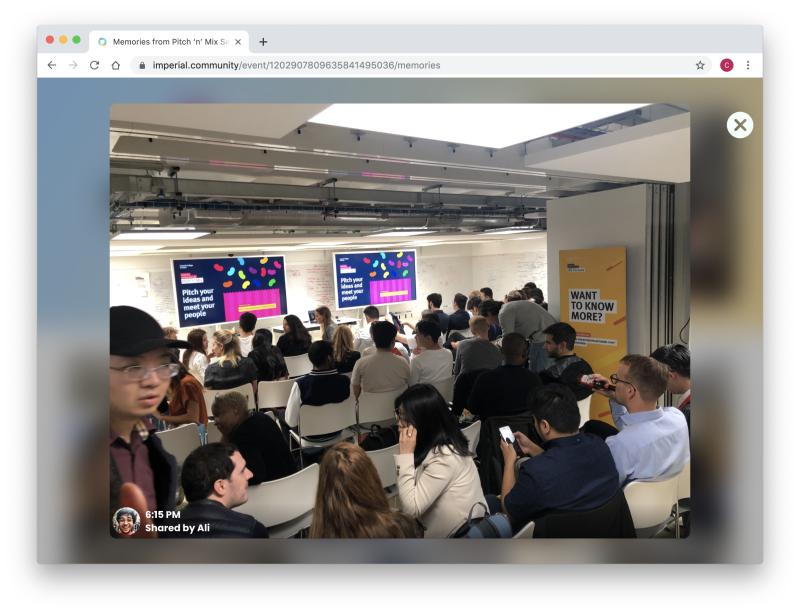 Memories from Pitch 'n' Mix Se
imperial.community/event/1202907809635841495036/memories
C
Pitch your
ideas and
meet your
people
Pitch your
ideas and
meet your
people
WANT
TO KNOW
MORE?
6:15 PM
Shared by Ali